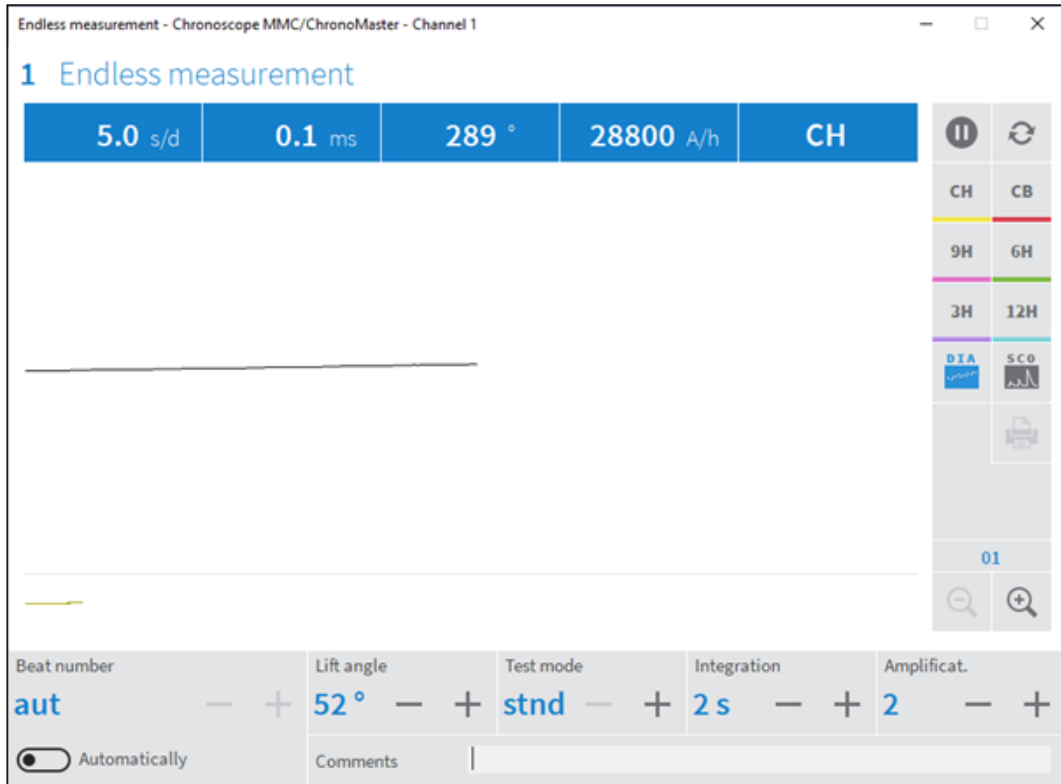 Endless measurement - Chronoscope MMC/ChronoMaster - Channel 1
1 Endless measurement
5.0 s/d 0.1 ms 289 ° 28800 A/h CH
CH CB
9H 6H
3H 12H
DIA SCO
01
Beat number Lift angle Test mode Integration Amplificat.
aut 52 ° stnd 2 s 2
Automatically Comments